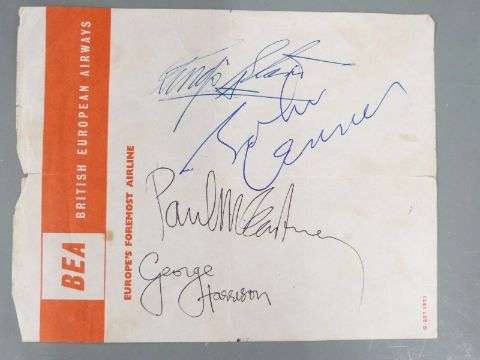 BEA BRITISH EUROPEAN AIRWAYS
EUROPE'S FOREMOST AIRLINE
Ringo Starr
John Lennon
Paul McCartney
George
Harrison